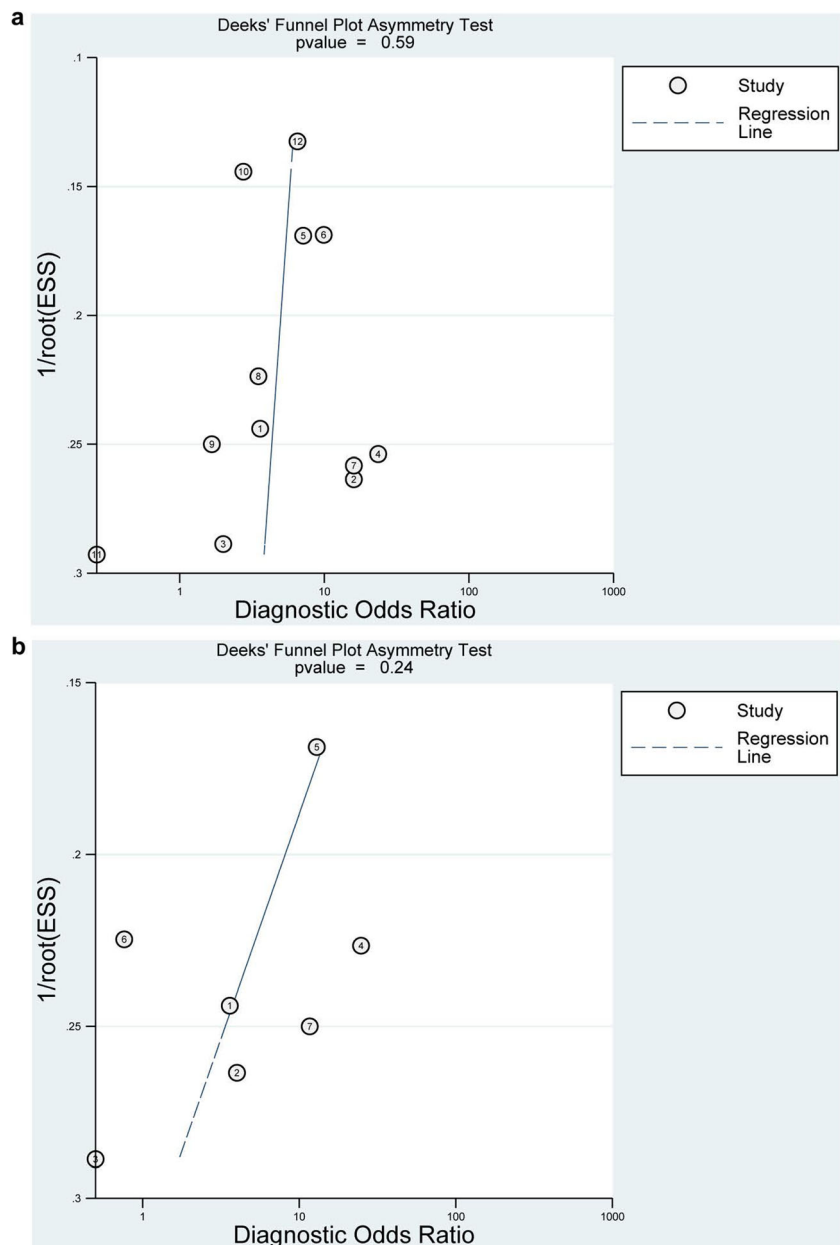 a
Deeks' Funnel Plot Asymmetry Test
pvalue = 0.59
.1
.15
.2
.25
.3
1/root(ESS)
12
10
5
6
8
1
9
4
7
2
3
11
1
10
100
1000
Diagnostic Odds Ratio
Study
Regression
Line
b
Deeks' Funnel Plot Asymmetry Test
pvalue = 0.24
.15
.2
.25
.3
1/root(ESS)
5
6
4
1
7
2
3
1
10
100
1000
Diagnostic Odds Ratio
Study
Regression
Line